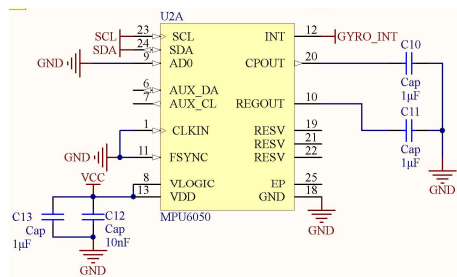 U2A
SCL 23 SCL INT 12 GYRO_INT
SDA 24 SDA
GND 9 AD0 CPOUT 20 C10
Cap
1μF
6 AUX_DA
7 AUX_CL REGOUT 10 C11
Cap
1μF
1 CLKIN RESV 19
RESV 21
GND 11 FSYNC RESV 22
VCC
8 VLOGIC EP 25
13 VDD GND 18
MPU6050
C13
Cap
1μF
C12
Cap
10nF
GND
GND
GND